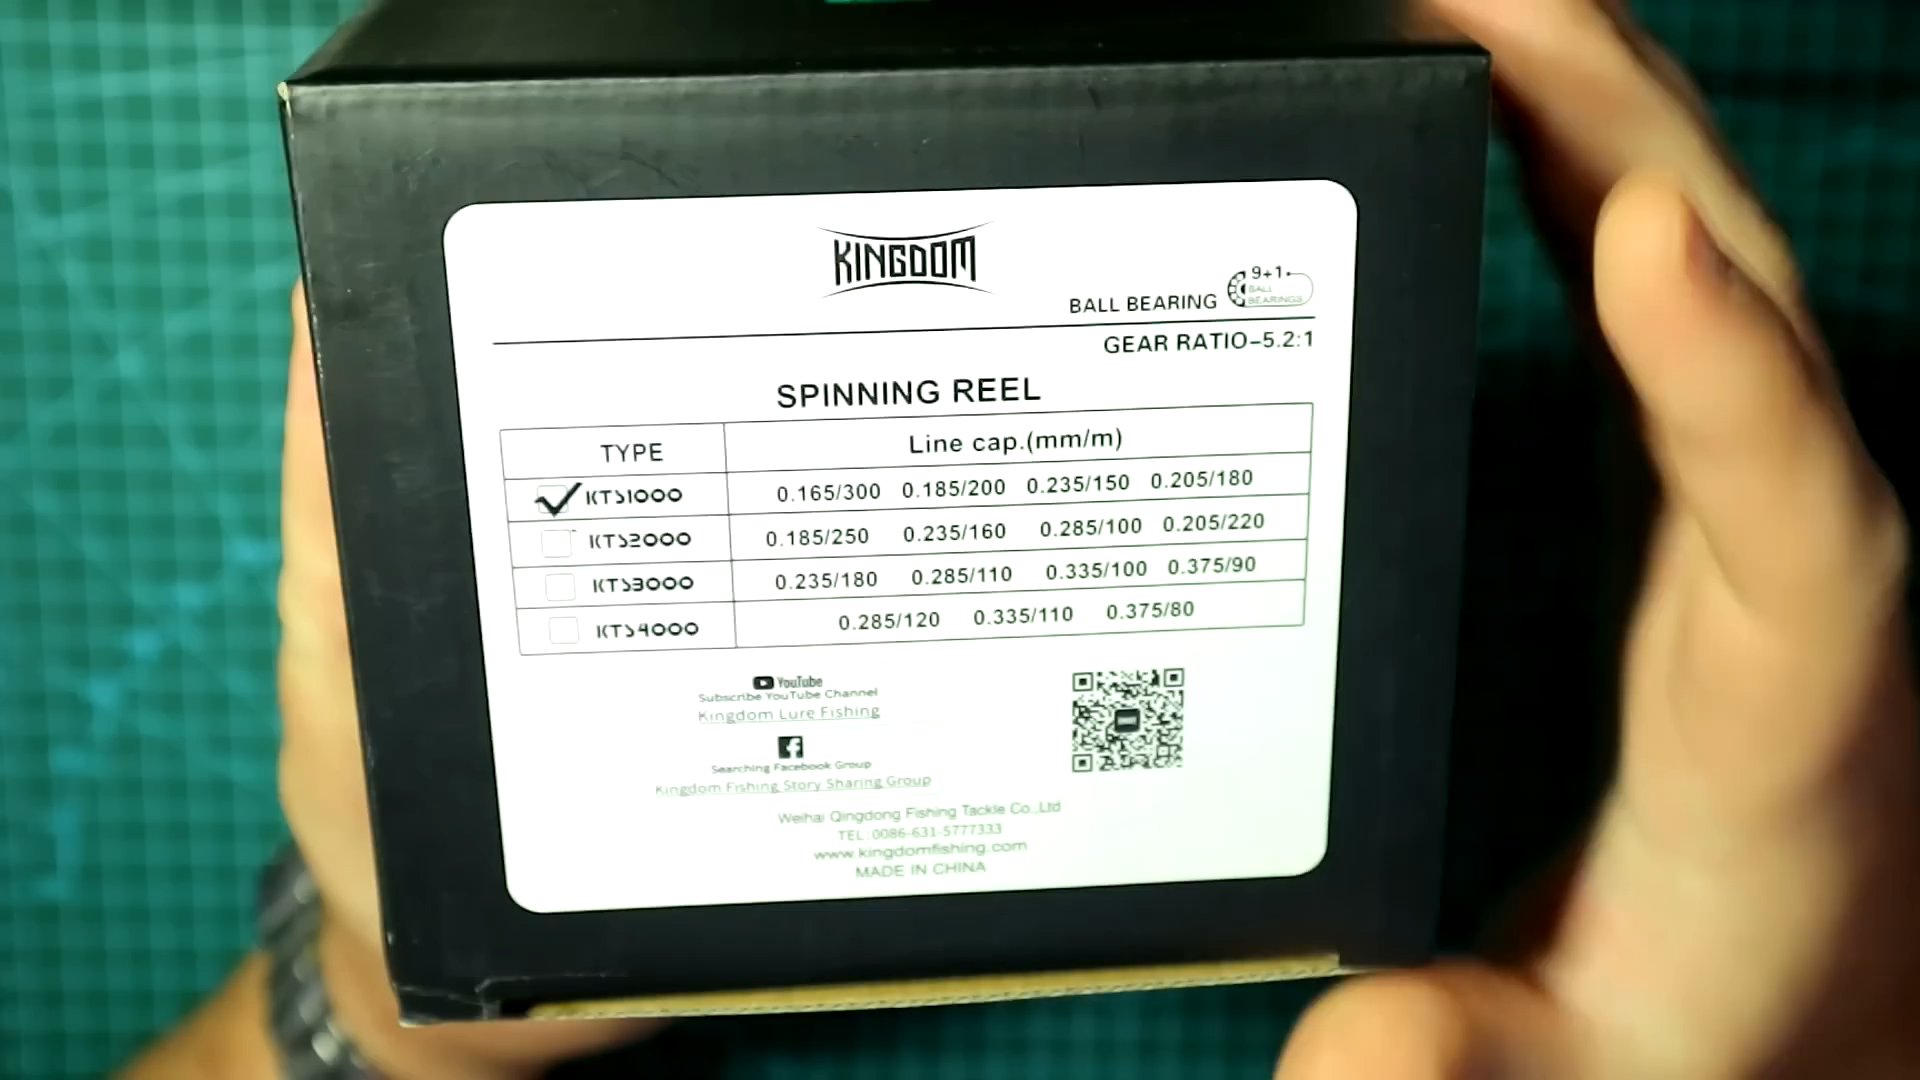 KINGDOM
9+1
BALL BEARING BALL
BEARINGS
GEAR RATIO-5.2:1
SPINNING REEL
TYPE Line cap.(mm/m)
KTS1000 0.165/300 0.185/200 0.235/150 0.205/180
KTS2000 0.185/250 0.235/160 0.285/100 0.205/220
KTS3000 0.235/180 0.285/110 0.335/100 0.375/90
KTS4000 0.285/120 0.335/110 0.375/80
YouTube
Subscribe YouTube Channel
Kingdom Lure Fishing
Searching Facebook Group
Kingdom Fishing Story Sharing Group
Weihai Qingdong Fishing Tackle Co.,Ltd
TEL:0086-631-5777333
www.kingdomfishing.com
MADE IN CHINA